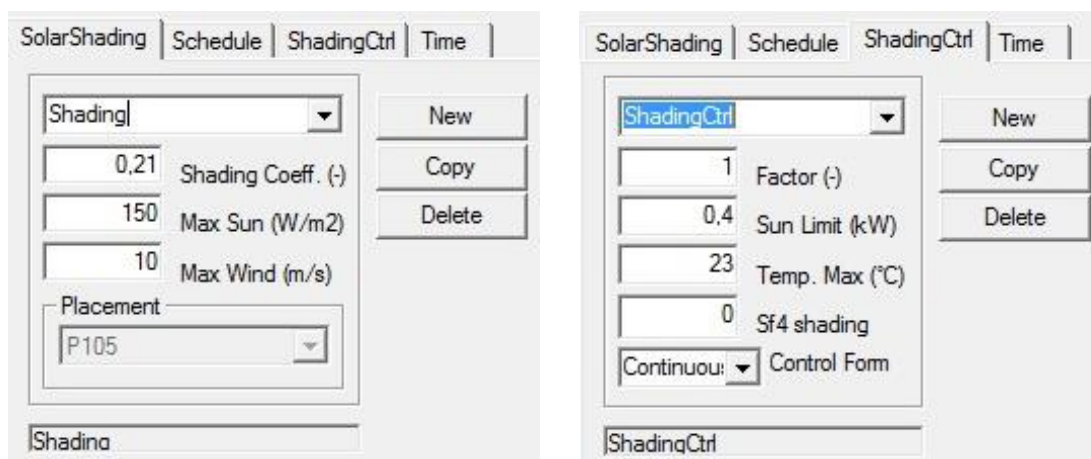 SolarShading Schedule ShadingCtrl Time
Shading
New
0,21 Shading Coeff. (-)
Copy
150 Max Sun (W/m2)
Delete
10 Max Wind (m/s)
Placement
P105
Shading
SolarShading Schedule ShadingCtrl Time
ShadingCtrl
New
1 Factor (-)
Copy
0,4 Sun Limit (kW)
Delete
23 Temp. Max (°C)
0 Sf4 shading
Continuou: Control Form
ShadingCtrl